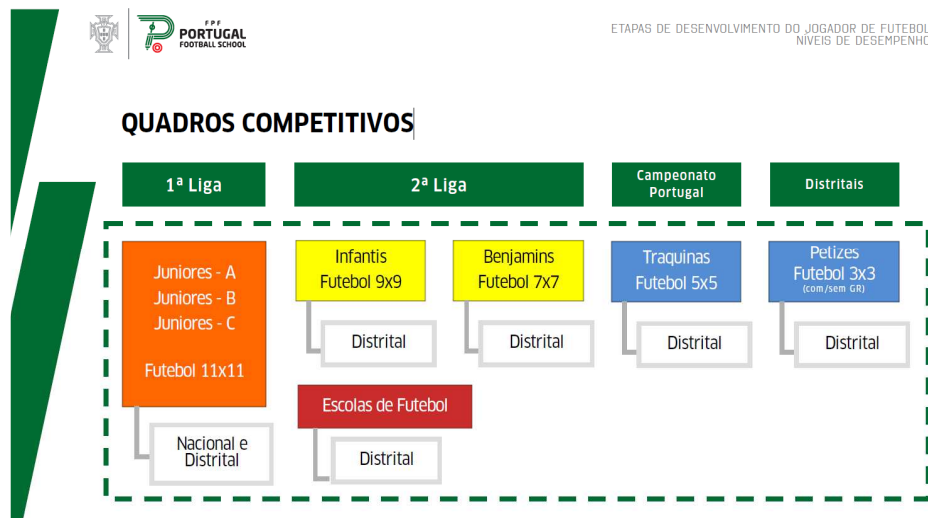 FPF
PORTUGAL
FOOTBALL SCHOOL
ETAPAS DE DESENVOLVIMENTO DO JOGADOR DE FUTEBOL
NÍVEIS DE DESEMPENHO
QUADROS COMPETITIVOS
1ª Liga
2ª Liga
Campeonato
Portugal
Distritais
Juniores - A
Juniores - B
Juniores - C
Futebol 11x11
Nacional e
Distrital
Infantis
Futebol 9x9
Distrital
Benjamins
Futebol 7x7
Distrital
Escolas de Futebol
Distrital
Traquinas
Futebol 5x5
Distrital
Petizes
Futebol 3x3
(com/sem GR)
Distrital